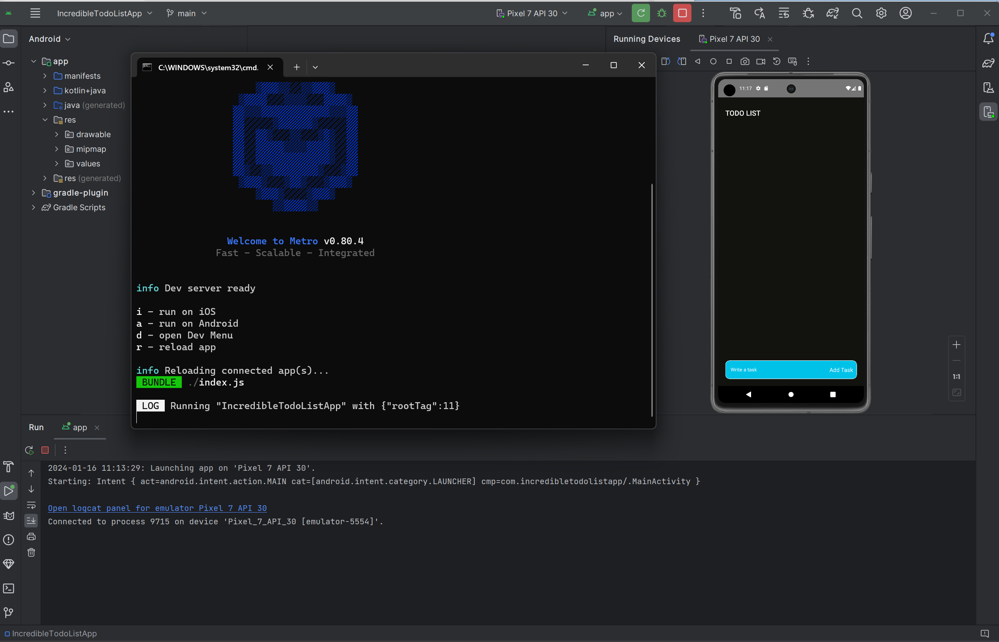 IncredibleTodoListApp main Pixel 7 API 30 app
Android
app
manifests
kotlin+java
java (generated)
res
drawable
mipmap
values
res (generated)
gradle-plugin
Gradle Scripts
C:\WINDOWS\system32\cmd.
Welcome to Metro v0.80.4
Fast - Scalable - Integrated
info Dev server ready
i - run on iOS
a - run on Android
d - open Dev Menu
r - reload app
info Reloading connected app(s)...
BUNDLE ./index.js
LOG Running "IncredibleTodoListApp" with {"rootTag":11}
Running Devices Pixel 7 API 30
11:17
TODO LIST
Write a task Add Task
1:1
Run app
2024-01-16 11:13:29: Launching app on 'Pixel 7 API 30'.
Starting: Intent { act=android.intent.action.MAIN cat=[android.intent.category.LAUNCHER] cmp=com.incredibletodolistapp/.MainActivity }
Open logcat panel for emulator Pixel 7 API 30
Connected to process 9715 on device 'Pixel_7_API_30 [emulator-5554]'.
IncredibleTodoListApp